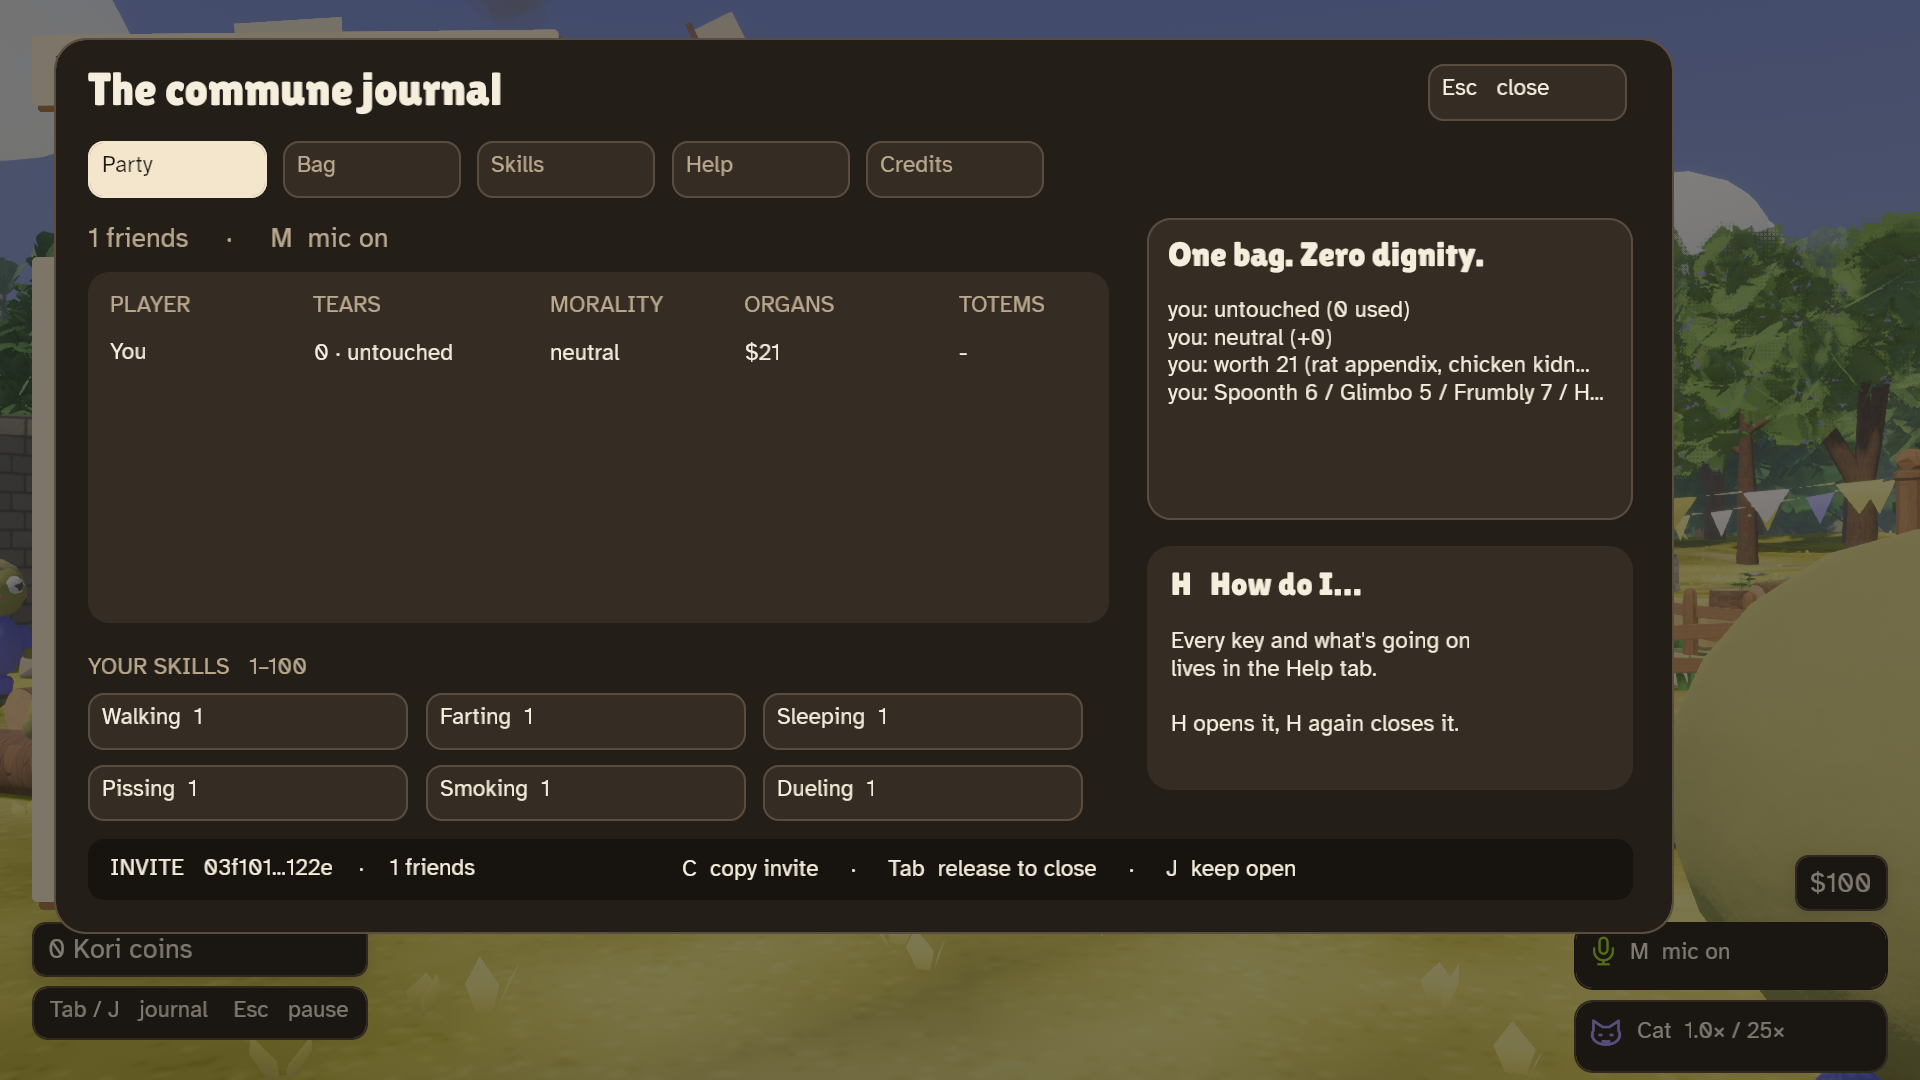 The commune journal
Esc close
Party
Bag
Skills
Help
Credits
1 friends · M mic on
PLAYER TEARS MORALITY ORGANS TOTEMS
You 0 · untouched neutral $21 -
One bag. Zero dignity.
you: untouched (0 used)
you: neutral (+0)
you: worth 21 (rat appendix, chicken kidn...
you: Spoonth 6 / Glimbo 5 / Frumbly 7 / H...
H How do I...
Every key and what's going on
lives in the Help tab.
H opens it, H again closes it.
YOUR SKILLS 1–100
Walking 1
Farting 1
Sleeping 1
Pissing 1
Smoking 1
Dueling 1
INVITE 03f101...122e · 1 friends
C copy invite · Tab release to close · J keep open
$100
0 Kori coins
M mic on
Tab / J journal Esc pause
Cat 1.0× / 25×